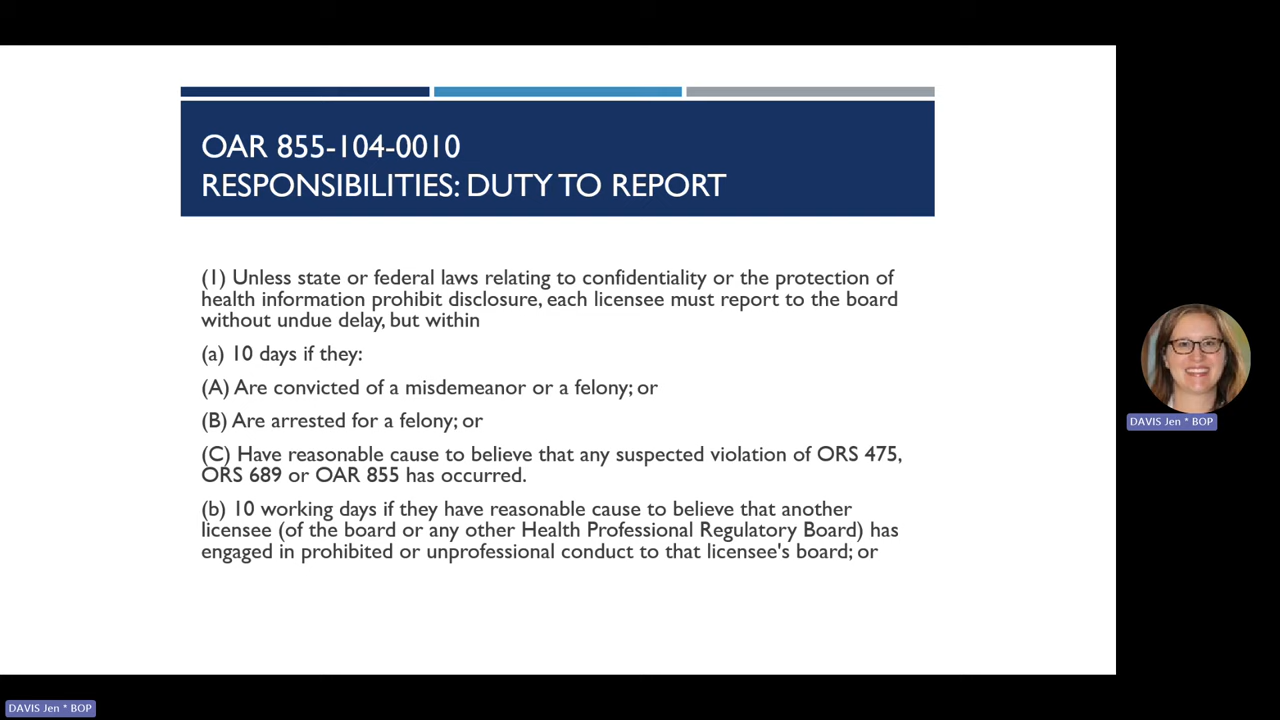 OAR 855-104-0010
RESPONSIBILITIES: DUTY TO REPORT
(1) Unless state or federal laws relating to confidentiality or the protection of
health information prohibit disclosure, each licensee must report to the board
without undue delay, but within
(a) 10 days if they:
(A) Are convicted of a misdemeanor or a felony; or
(B) Are arrested for a felony; or
(C) Have reasonable cause to believe that any suspected violation of ORS 475,
ORS 689 or OAR 855 has occurred.
(b) 10 working days if they have reasonable cause to believe that another
licensee (of the board or any other Health Professional Regulatory Board) has
engaged in prohibited or unprofessional conduct to that licensee's board; or
DAVIS Jen * BOP
DAVIS Jen * BOP